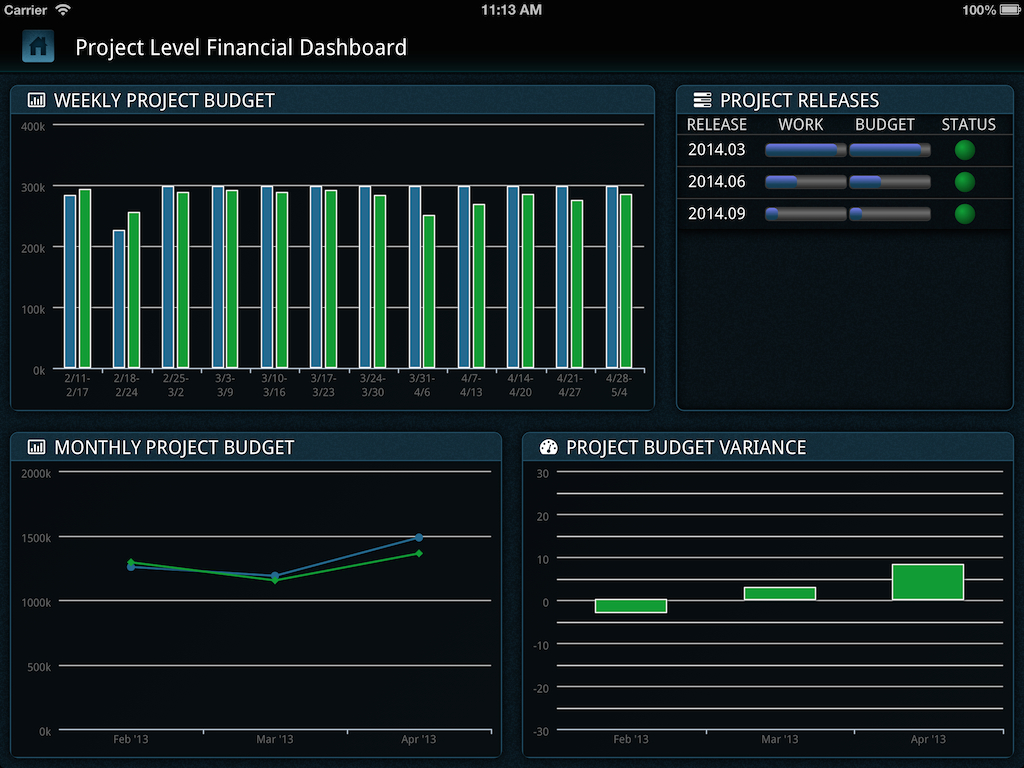 Carrier 11:13 AM 100%
Project Level Financial Dashboard
WEEKLY PROJECT BUDGET
400k
300k
200k
100k
0k
2/11- 2/18- 2/25- 3/3- 3/10- 3/17- 3/24- 3/31- 4/7- 4/14- 4/21- 4/28-
2/17 2/24 3/2 3/9 3/16 3/23 3/30 4/6 4/13 4/20 4/27 5/4
PROJECT RELEASES
RELEASE WORK BUDGET STATUS
2014.03
2014.06
2014.09
MONTHLY PROJECT BUDGET
2000k
1500k
1000k
500k
0k
Feb '13 Mar '13 Apr '13
PROJECT BUDGET VARIANCE
30
20
10
0
-10
-20
-30
Feb '13 Mar '13 Apr '13